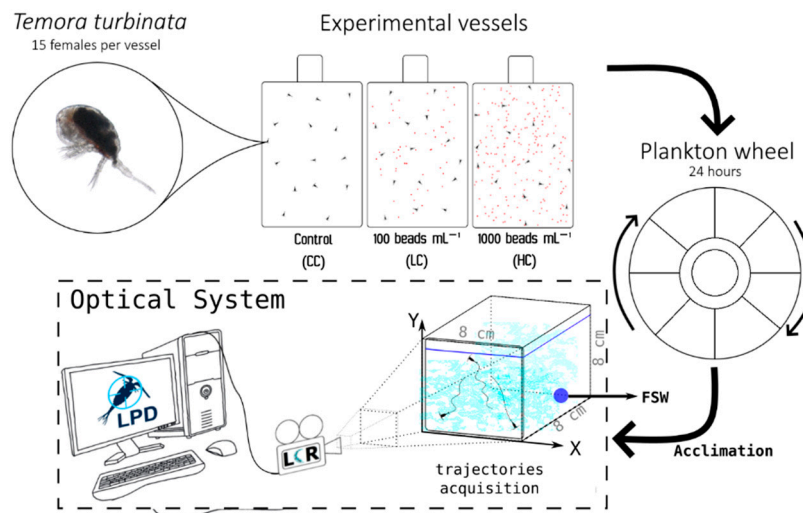 Temora turbinata
15 females per vessel
Experimental vessels
Control
(CC)
100 beads mL⁻¹
(LC)
1000 beads mL⁻¹
(HC)
Plankton wheel
24 hours
Optical System
LPD
LKR
Y
8 cm
8 cm
8 cm
X
FSW
trajectories
acquisition
Acclimation